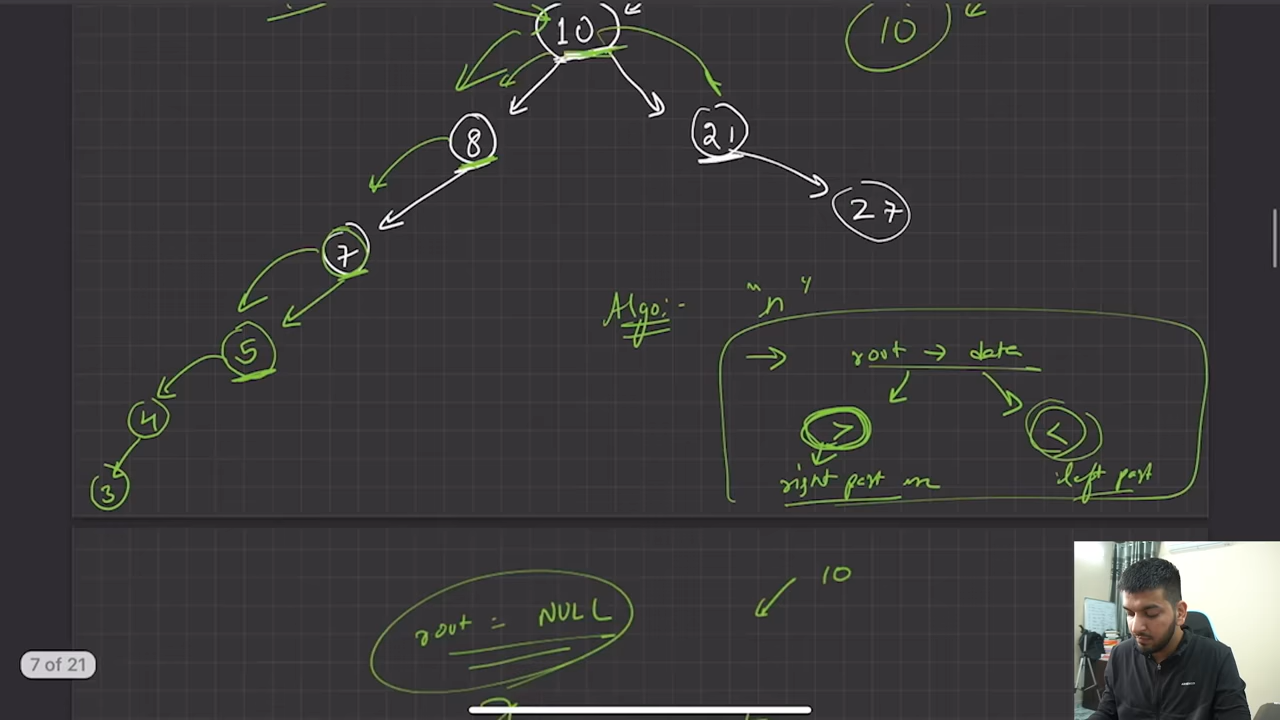 10
10
8
21
7
27
Algo:-
"n"
5
root → data
4
>
<
3
right part me
left part
10
root = NULL
7 of 21